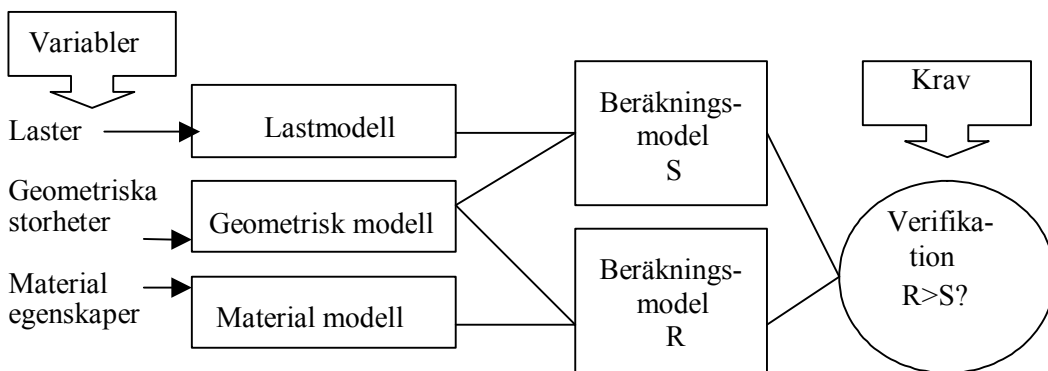 Variabler
Laster
Geometriska
storheter
Material
egenskaper
Lastmodell
Geometrisk modell
Material modell
Beräknings-
model
S
Beräknings-
model
R
Krav
Verifika-
tion
R>S?